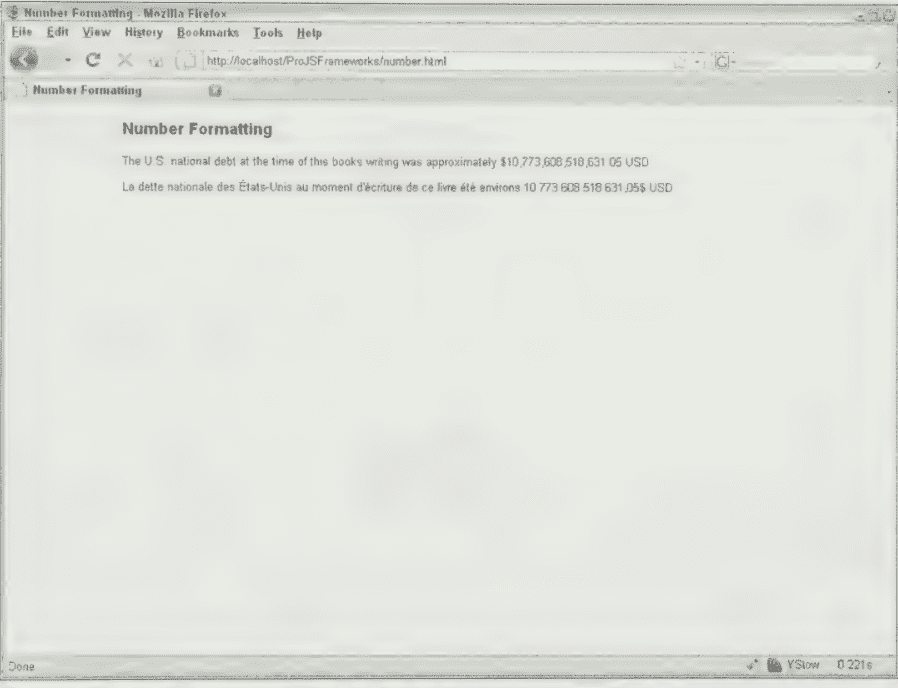 Number Formatting - Mozilla Firefox
File Edit View History Bookmarks Tools Help
http://localhost/ProJSFrameworks/number.html
Number Formatting
Number Formatting
The U.S. national debt at the time of this books writing was approximately $10,773,608,518,631.05 USD
La dette nationale des États-Unis au moment d'écriture de ce livre été environs 10 773 608 518 631,05$ USD
Done YSlow 0.221s